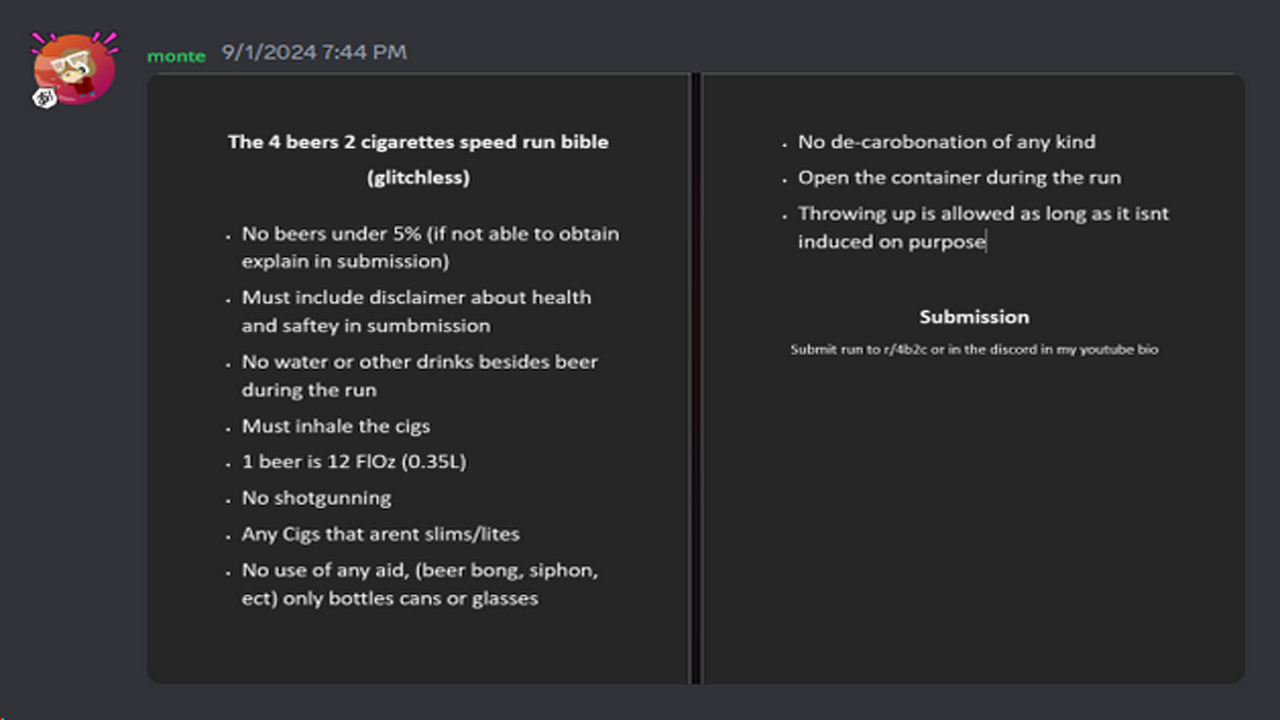 monte 9/1/2024 7:44 PM
The 4 beers 2 cigarettes speed run bible
(glitchless)
• No beers under 5% (if not able to obtain
explain in submission)
• Must include disclaimer about health
and saftey in sumbmission
• No water or other drinks besides beer
during the run
• Must inhale the cigs
• 1 beer is 12 FlOz (0.35L)
• No shotgunning
• Any Cigs that arent slims/lites
• No use of any aid, (beer bong, siphon,
ect) only bottles cans or glasses
• No de-carobonation of any kind
• Open the container during the run
• Throwing up is allowed as long as it isnt
induced on purpose
Submission
Submit run to r/4b2c or in the discord in my youtube bio